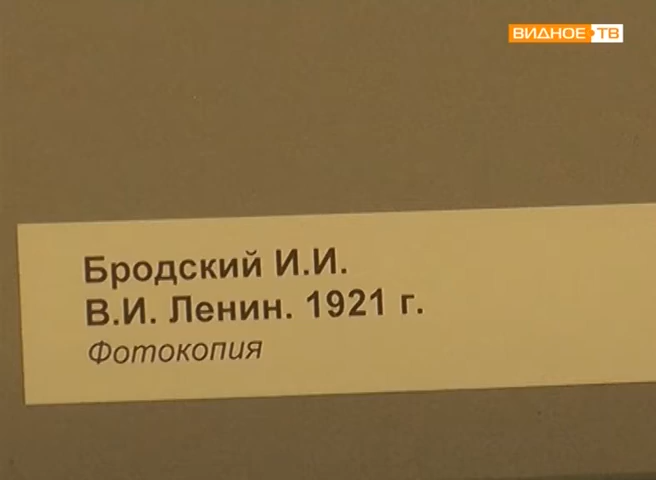 ВИДНОЕ ТВ
Бродский И.И.
В.И. Ленин. 1921 г.
Фотокопия